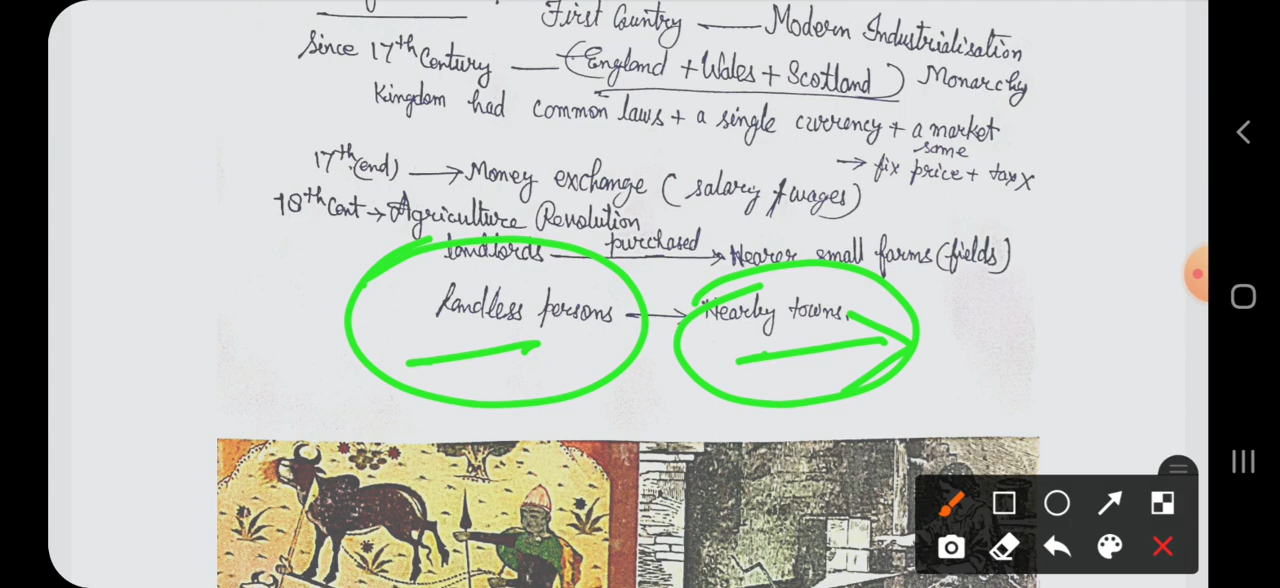 First Country — Modern Industrialisation
Since 17th Century — (England + Wales + Scotland) Monarchy
Kingdom had common laws + a single currency + a market
some
→ fix price + tax x
17th(end) → Money exchange (salary + wages)
18th Cent → Agriculture Revolution
landlords purchased → Nearer small farms (fields)
Landless persons → Nearby towns.